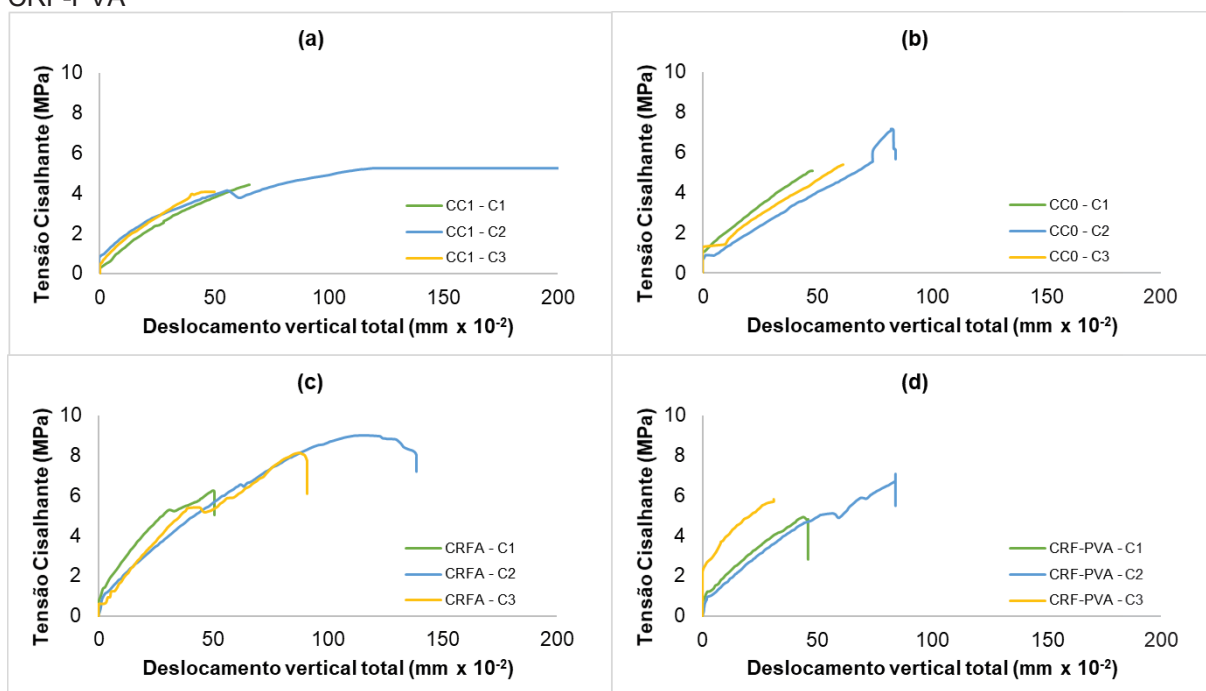 CRF-PVA
(a)
Tensão Cisalhante (MPa)
10
8
6
4
2
0
CC1 - C1
CC1 - C2
CC1 - C3
0 50 100 150 200
Deslocamento vertical total (mm x 10-2)
(b)
Tensão Cisalhante (MPa)
10
8
6
4
2
0
CC0 - C1
CC0 - C2
CC0 - C3
0 50 100 150 200
Deslocamento vertical total (mm x 10-2)
(c)
Tensão Cisalhante (MPa)
10
8
6
4
2
0
CRFA - C1
CRFA - C2
CRFA - C3
0 50 100 150 200
Deslocamento vertical total (mm x 10-2)
(d)
Tensão Cisalhante (MPa)
10
8
6
4
2
0
CRF-PVA - C1
CRF-PVA - C2
CRF-PVA - C3
0 50 100 150 200
Deslocamento vertical total (mm x 10-2)